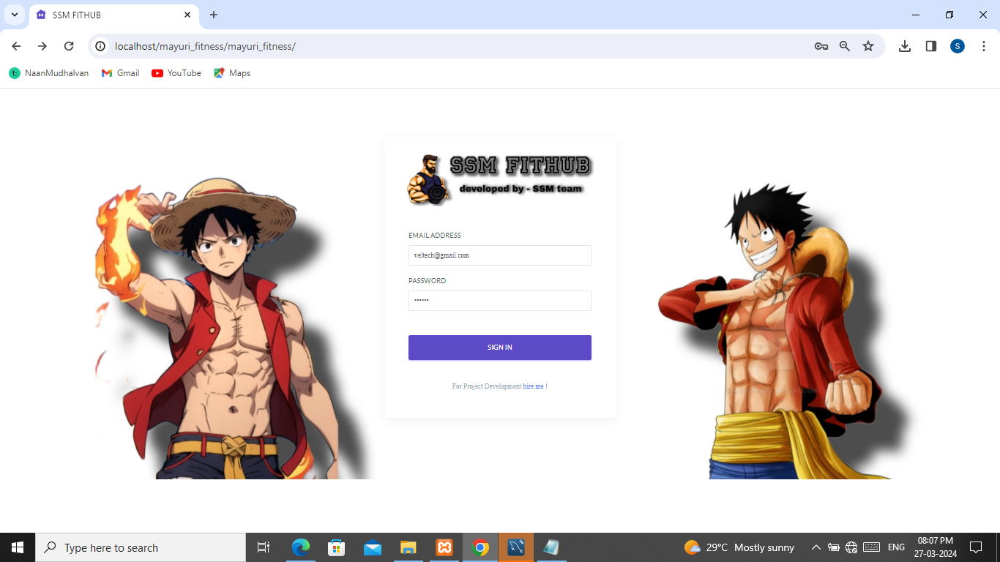 SSM FITHUB
localhost/mayuri_fitness/mayuri_fitness/
S
t:
NaanMudhalvan
Gmail
YouTube
Maps
SSM FITHUB
developed by - SSM team
EMAIL ADDRESS
veltech@gmail.com
PASSWORD
••••••
SIGN IN
For Project Development hire me !
Type here to search
29°C Mostly sunny
ENG
08:07 PM
27-03-2024